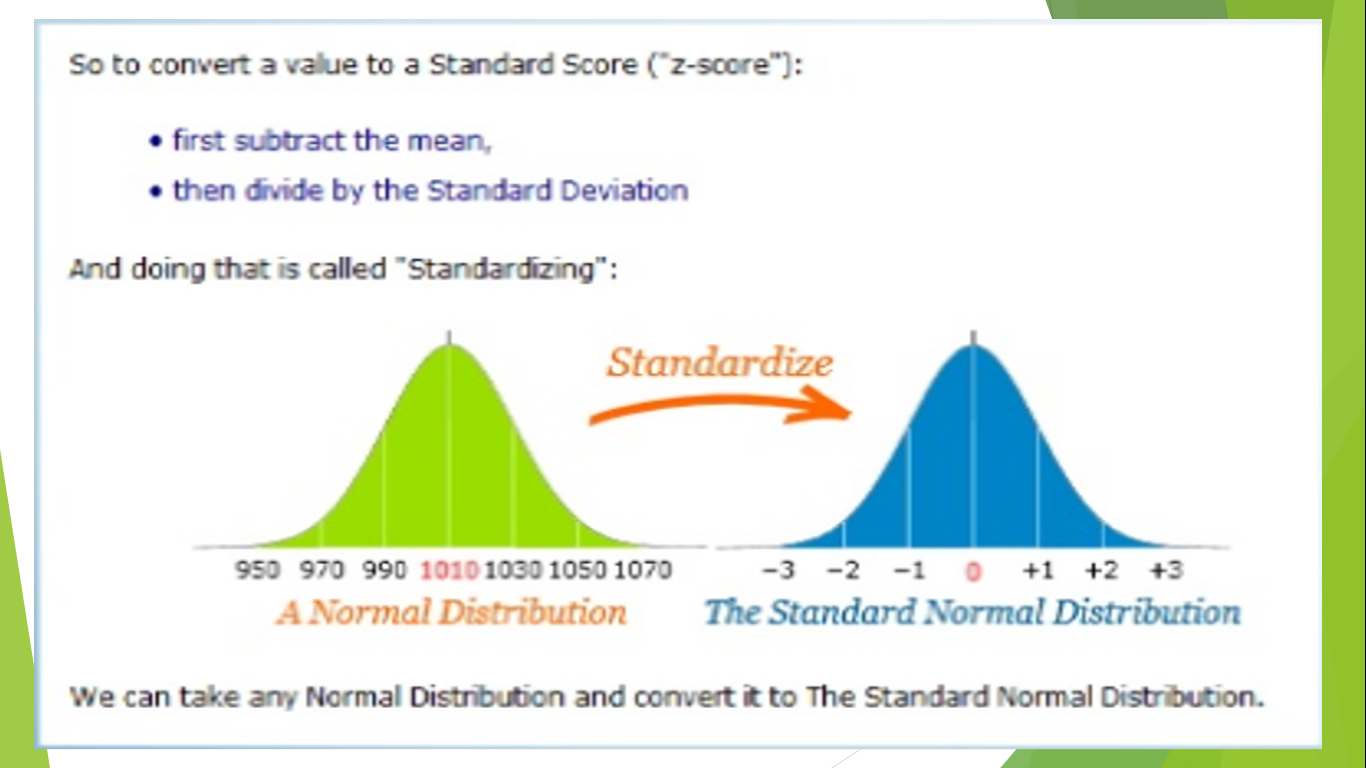 So to convert a value to a Standard Score ("z-score"):
• first subtract the mean,
• then divide by the Standard Deviation
And doing that is called "Standardizing":
Standardize
950 970 990 1010 1030 1050 1070
−3 −2 −1 0 +1 +2 +3
A Normal Distribution
The Standard Normal Distribution
We can take any Normal Distribution and convert it to The Standard Normal Distribution.